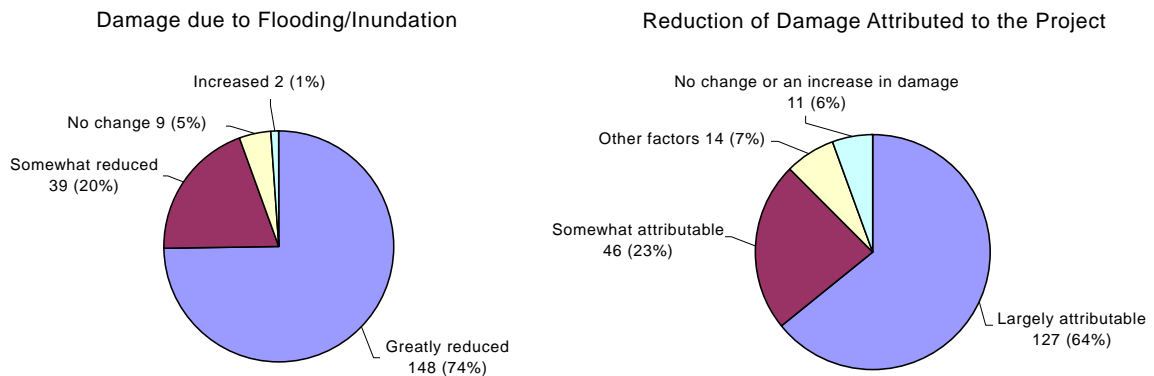 Damage due to Flooding/Inundation
Increased 2 (1%)
No change 9 (5%)
Somewhat reduced
39 (20%)
Greatly reduced
148 (74%)
Reduction of Damage Attributed to the Project
No change or an increase in damage
11 (6%)
Other factors 14 (7%)
Somewhat attributable
46 (23%)
Largely attributable
127 (64%)